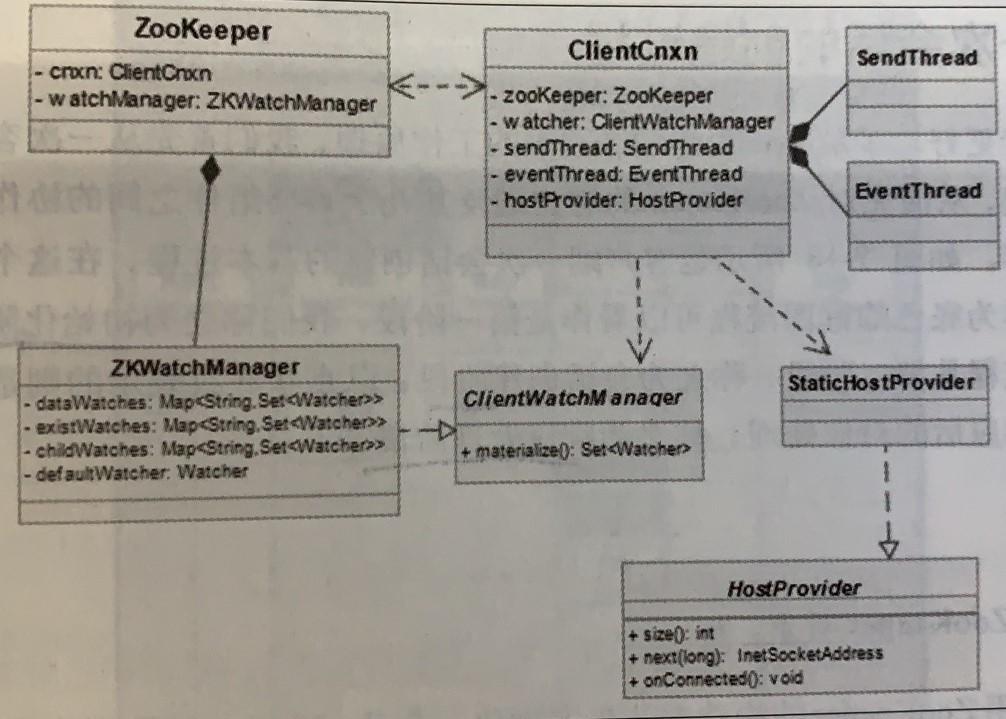 ZooKeeper
- cnxn: ClientCnxn
- watchManager: ZKWatchManager
ClientCnxn
- zooKeeper: ZooKeeper
- watcher: ClientWatchManager
- sendThread: SendThread
- eventThread: EventThread
- hostProvider: HostProvider
SendThread
EventThread
ZKWatchManager
- dataWatches: Map<String,Set<Watcher>>
- existWatches: Map<String,Set<Watcher>>
- childWatches: Map<String,Set<Watcher>>
- defaultWatcher: Watcher
ClientWatchManager
+ materialize(): Set<Watcher>
StaticHostProvider
HostProvider
+ size(): int
+ next(long): InetSocketAddress
+ onConnected(): void